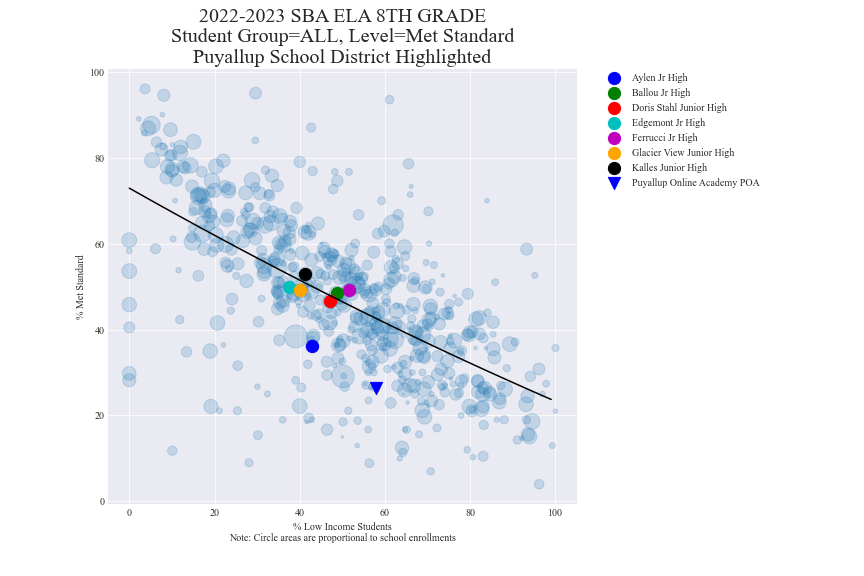 2022-2023 SBA ELA 8TH GRADE
Student Group=ALL, Level=Met Standard
Puyallup School District Highlighted
100
80
60
40
20
0
% Met Standard
0 20 40 60 80 100
% Low Income Students
Note: Circle areas are proportional to school enrollments
Aylen Jr High
Ballou Jr High
Doris Stahl Junior High
Edgemont Jr High
Ferrucci Jr High
Glacier View Junior High
Kalles Junior High
Puyallup Online Academy POA